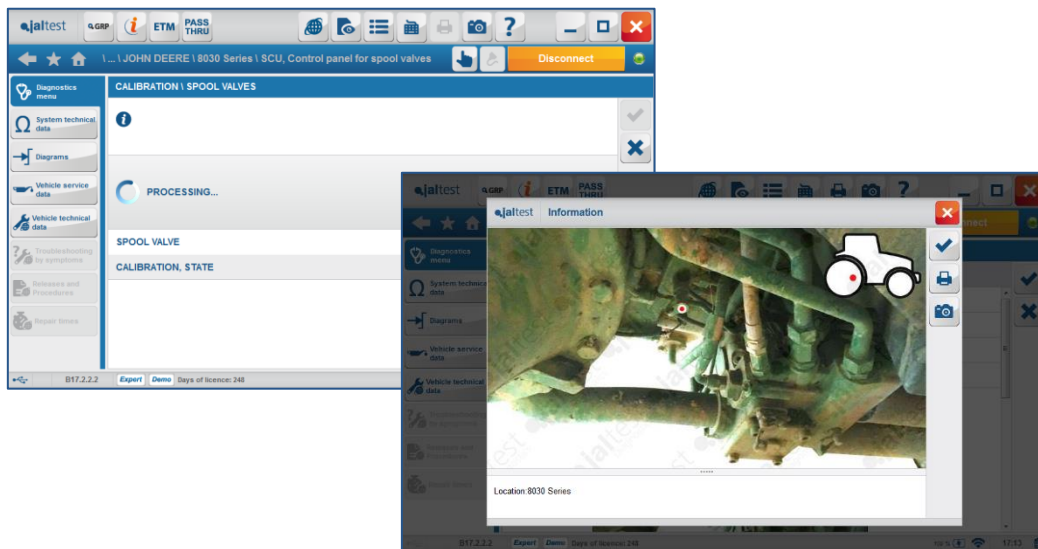 jaltest GRP i ETM PASS THRU ?
\ ... \ JOHN DEERE \ 8030 Series \ SCU, Control panel for spool valves Disconnect
Diagnostics menu
System technical data
Diagrams
Vehicle service data
Vehicle technical data
Troubleshooting by symptoms
Releases and Procedures
Repair times
CALIBRATION \ SPOOL VALVES
i
PROCESSING...
SPOOL VALVE
CALIBRATION, STATE
B17.2.2.2 Expert Demo Days of licence: 248
jaltest GRP i ETM PASS THRU ?
Diagnostics menu
System technical data
Diagrams
Vehicle service data
Vehicle technical data
jaltest Information
Location:8030 Series
B17.2.2.2 Expert Demo Days of licence: 248
100 % 17:13